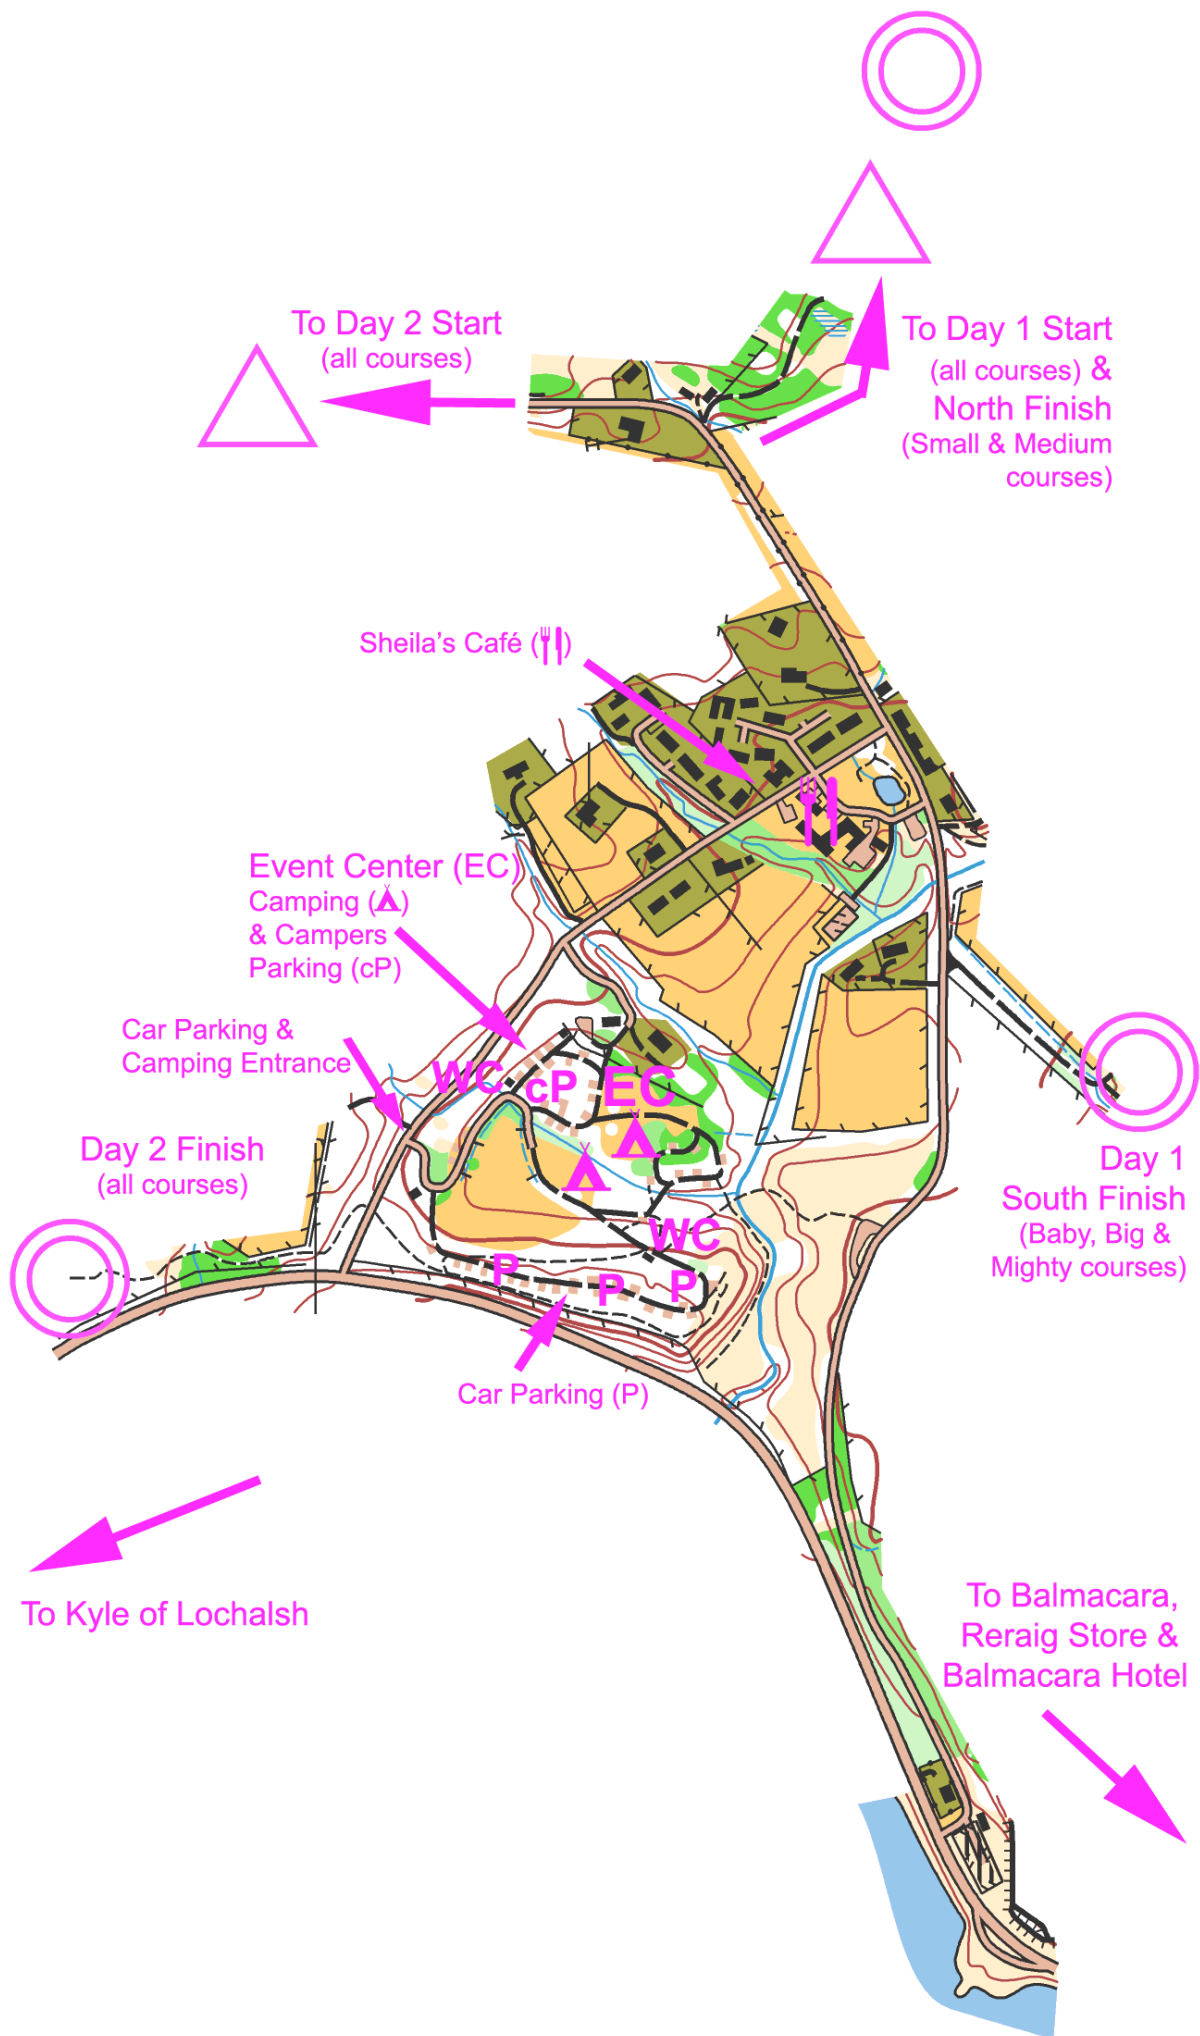 To Day 2 Start
(all courses)
To Day 1 Start
(all courses) &
North Finish
(Small & Medium
courses)
Sheila's Café ( )
Event Center (EC)
Camping ( )
& Campers
Parking (cP)
Car Parking &
Camping Entrance
WC
cP
EC
Day 2 Finish
(all courses)
Day 1
South Finish
(Baby, Big &
Mighty courses)
WC
P
P
P
Car Parking (P)
To Kyle of Lochalsh
To Balmacara,
Reraig Store &
Balmacara Hotel